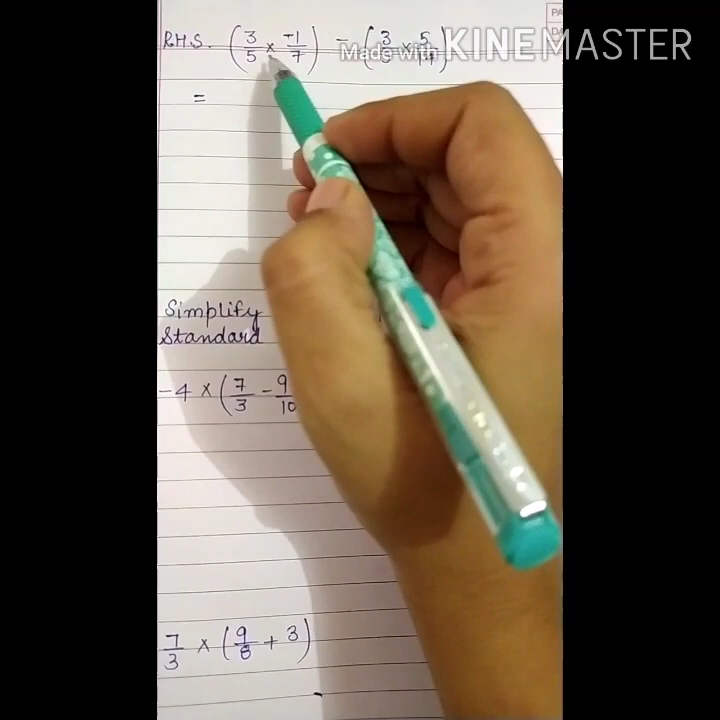 R.H.S. (3/5 × -1/7) - (3/5 × 5/14)
Made with KINEMASTER
=
Simplify
Standard
-4 × (7/3 - 9/10
7/3 × (9/8 + 3)